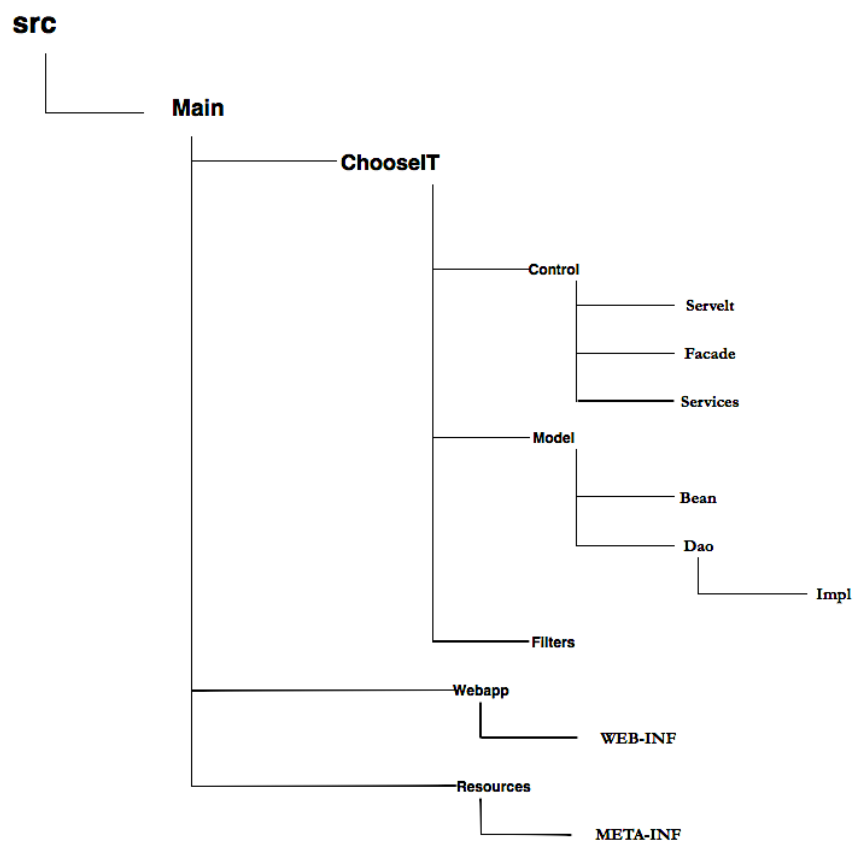 src
Main
ChooseIT
Control
Servelt
Facade
Services
Model
Bean
Dao
Impl
Filters
Webapp
WEB-INF
Resources
META-INF